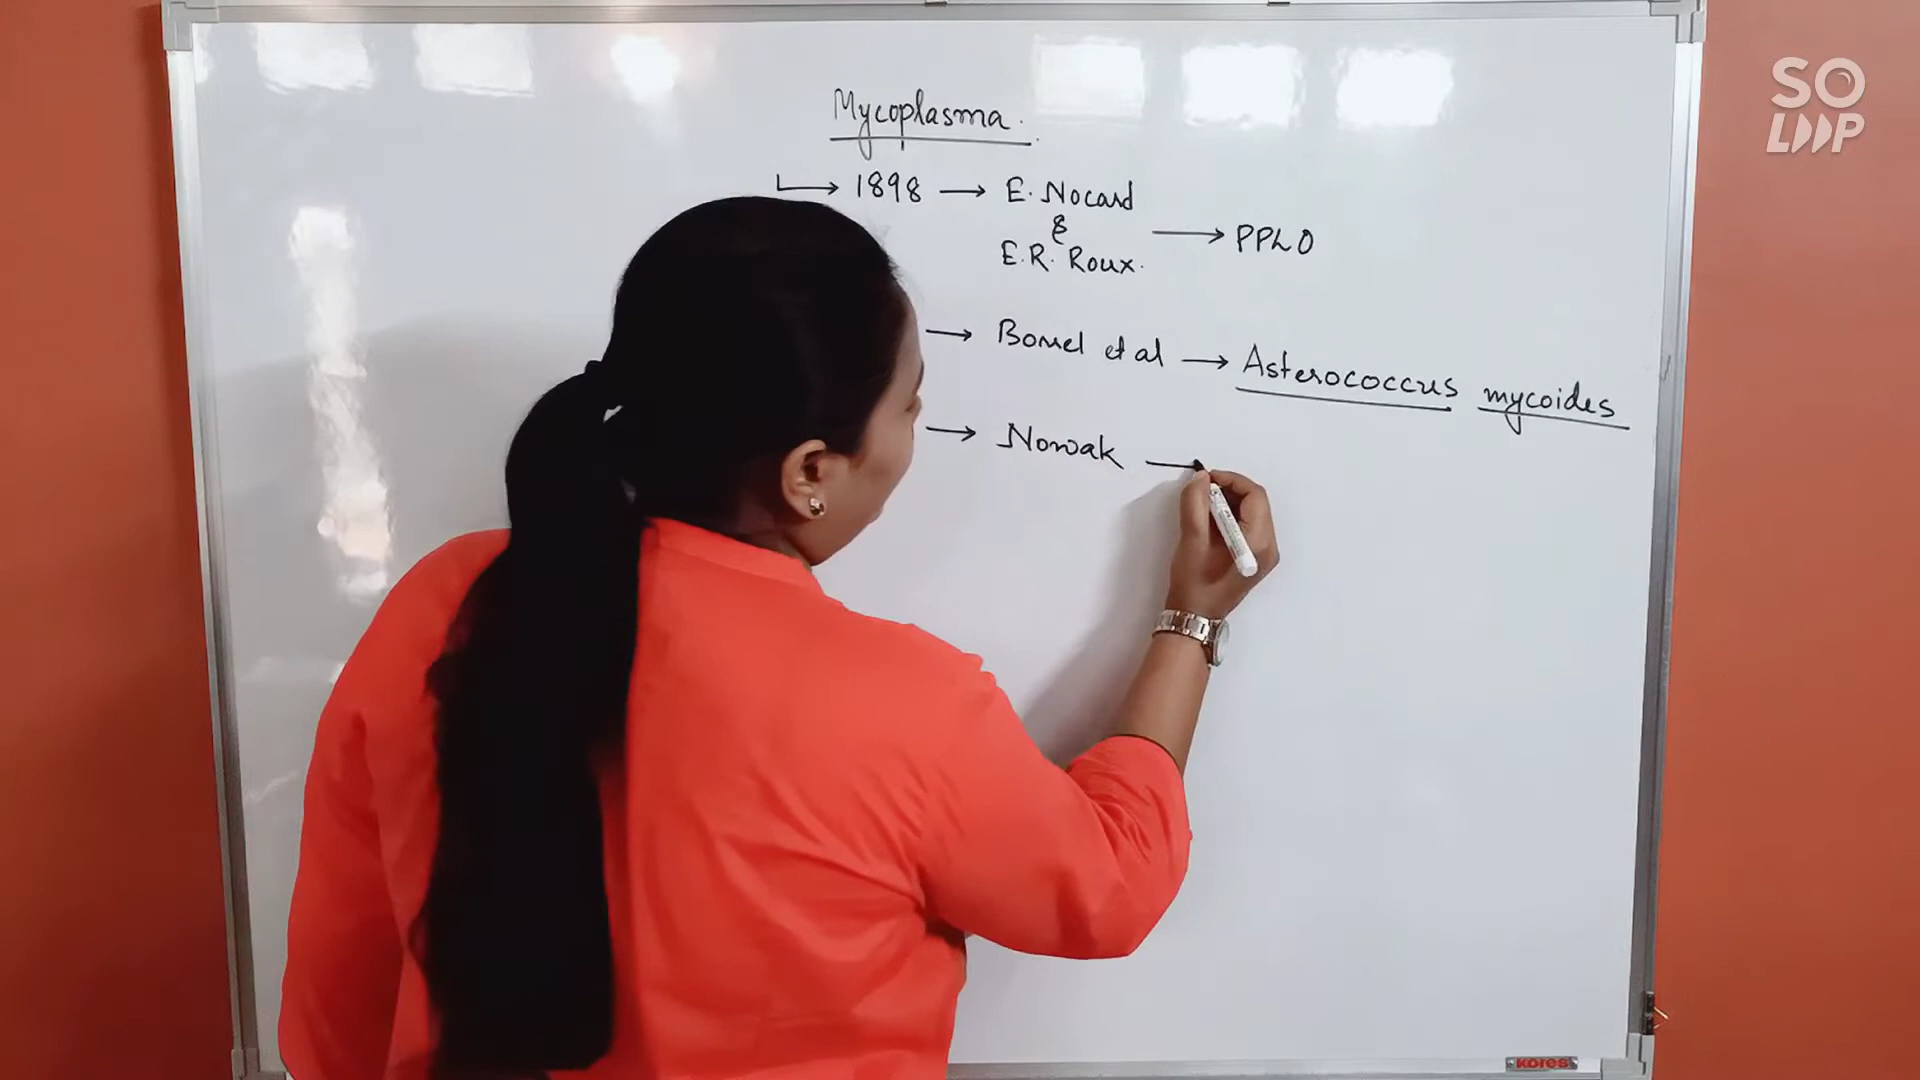 SO
LOOP
Mycoplasma.
1898 → E. Nocard
&
E.R. Roux. → PPLO
→ Borrel et al → Asterococcus mycoides
→ Nowak →
kores